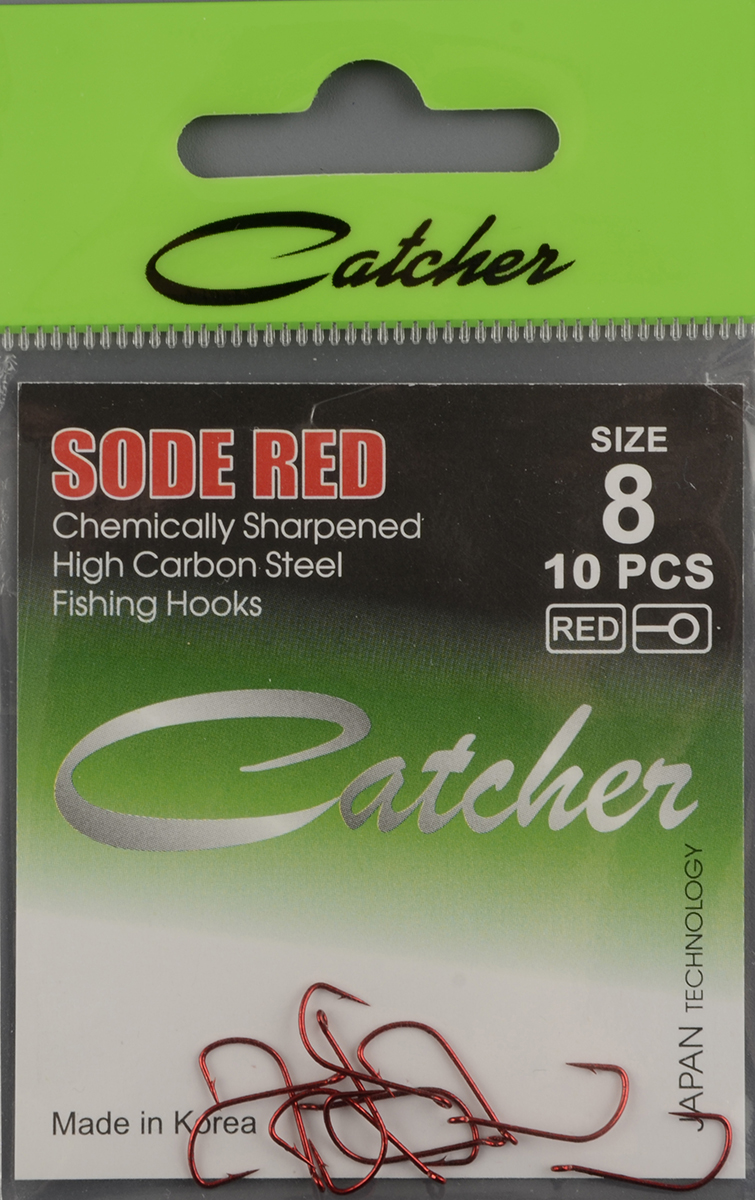 Catcher
SODE RED
Chemically Sharpened
High Carbon Steel
Fishing Hooks
SIZE
8
10 PCS
RED
Catcher
JAPAN TECHNOLOGY
Made in Korea